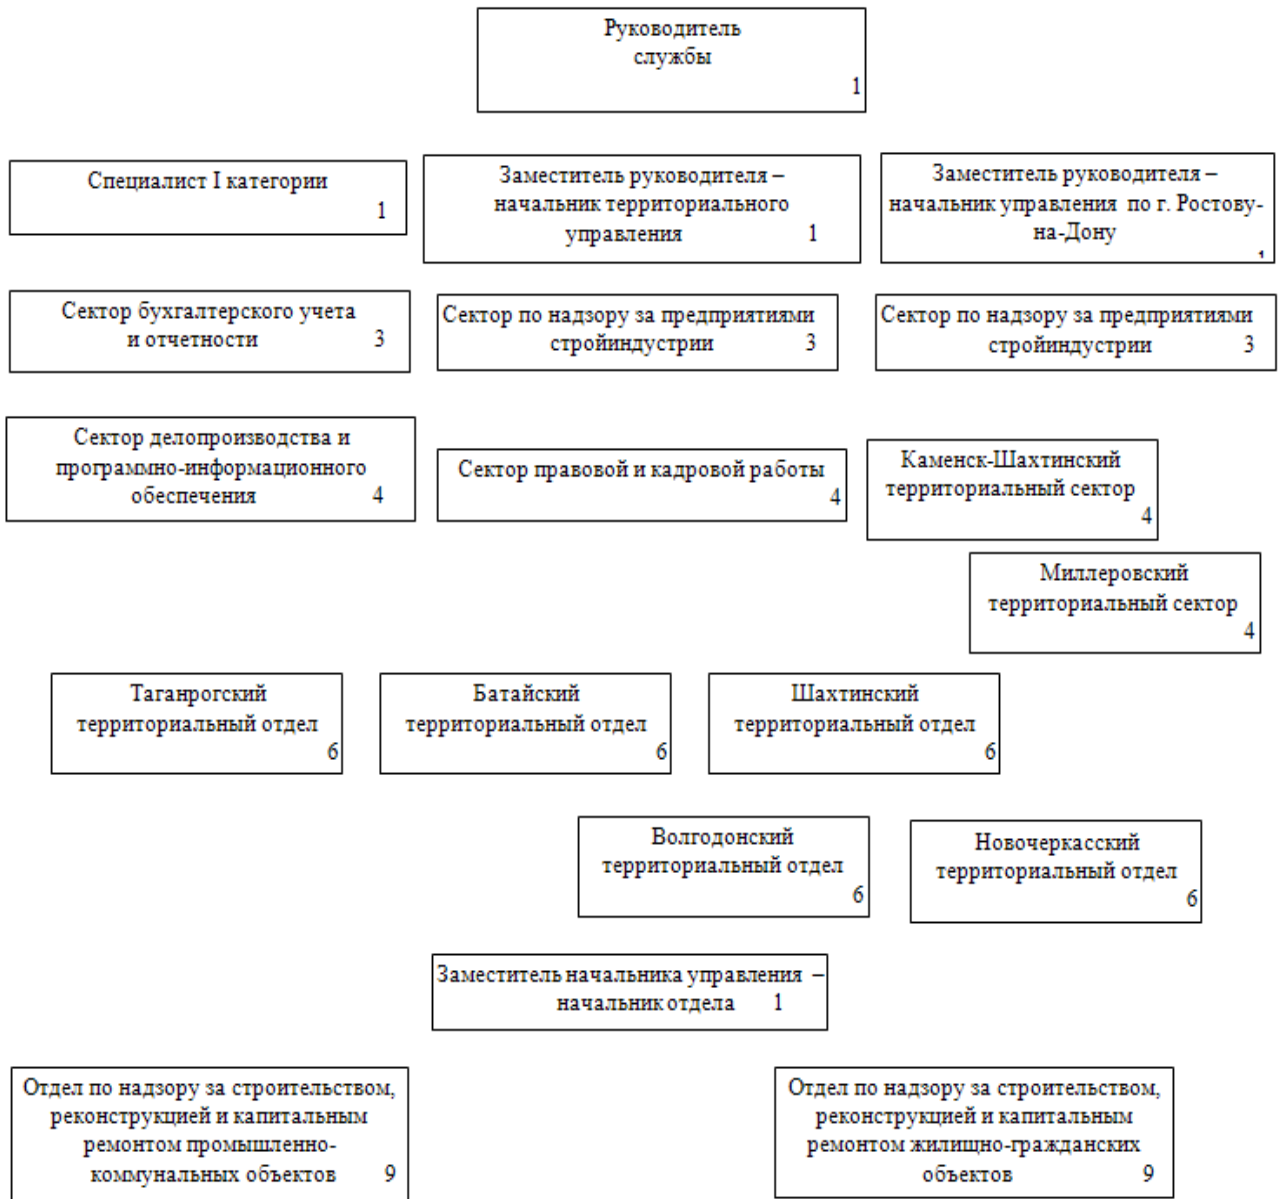 Руководитель
службы
1
Специалист I категории
1
Заместитель руководителя –
начальник территориального
управления 1
Заместитель руководителя –
начальник управления по г. Ростову-
на-Дону
1
Сектор бухгалтерского учета
и отчетности 3
Сектор по надзору за предприятиями
стройиндустрии 3
Сектор по надзору за предприятиями
стройиндустрии 3
Сектор делопроизводства и
программно-информационного
обеспечения 4
Сектор правовой и кадровой работы
4
Каменск-Шахтинский
территориальный сектор
4
Миллеровский
территориальный сектор
4
Таганрогский
территориальный отдел
6
Батайский
территориальный отдел
6
Шахтинский
территориальный отдел
6
Волгодонский
территориальный отдел
6
Новочеркасский
территориальный отдел
6
Заместитель начальника управления –
начальник отдела 1
Отдел по надзору за строительством,
реконструкцией и капитальным
ремонтом промышленно-
коммунальных объектов 9
Отдел по надзору за строительством,
реконструкцией и капитальным
ремонтом жилищно-гражданских
объектов 9